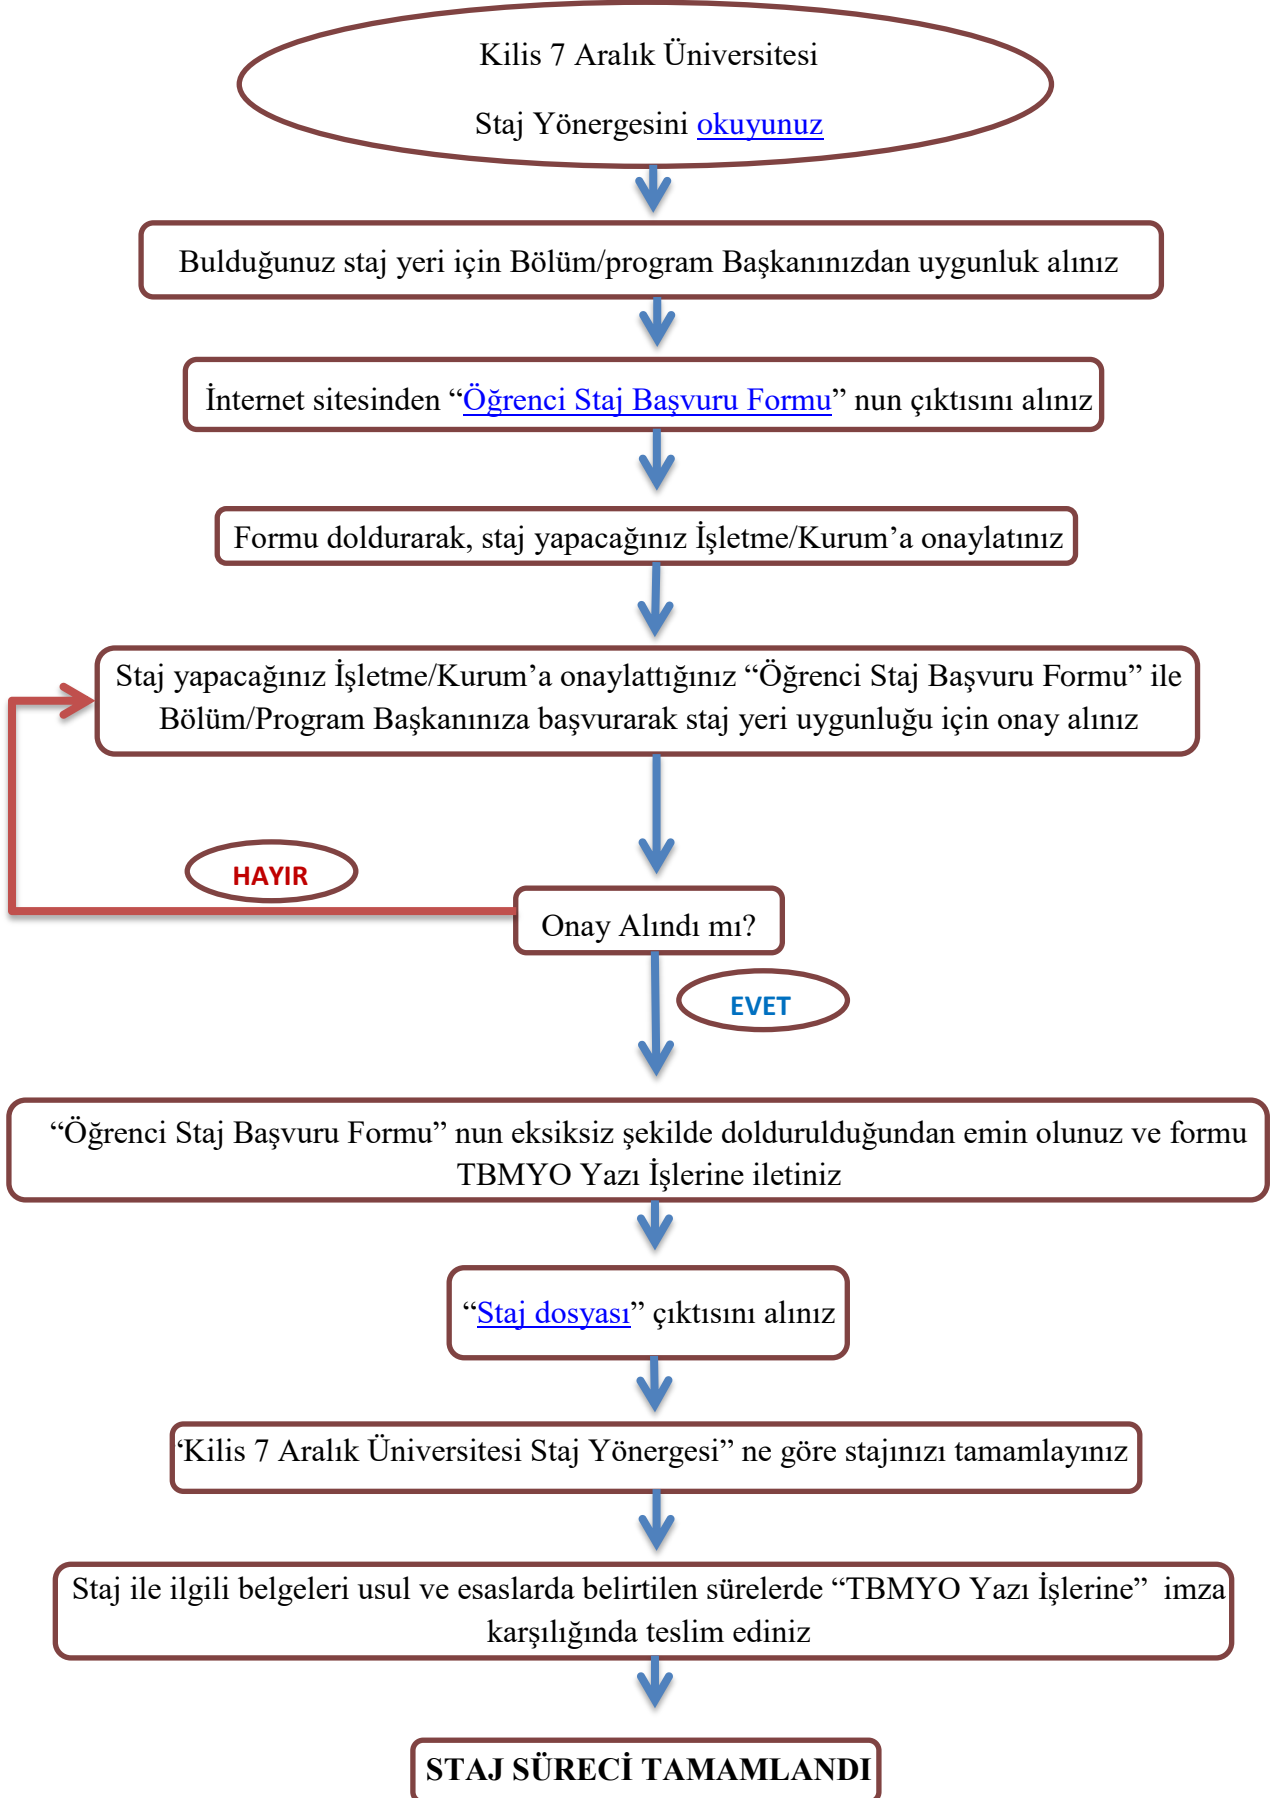 Kilis 7 Aralık Üniversitesi
Staj Yönergesini okuyunuz
Bulduğunuz staj yeri için Bölüm/program Başkanınızdan uygunluk alınız
İnternet sitesinden “Öğrenci Staj Başvuru Formu” nun çıktısını alınız
Formu doldurarak, staj yapacağınız İşletme/Kurum’a onaylatınız
Staj yapacağınız İşletme/Kurum’a onaylattığınız “Öğrenci Staj Başvuru Formu” ile
Bölüm/Program Başkanınıza başvurarak staj yeri uygunluğu için onay alınız
HAYIR
Onay Alındı mı?
EVET
“Öğrenci Staj Başvuru Formu” nun eksiksiz şekilde doldurulduğundan emin olunuz ve formu
TBMYO Yazı İşlerine iletiniz
“Staj dosyası” çıktısını alınız
‘Kilis 7 Aralık Üniversitesi Staj Yönergesi” ne göre stajınızı tamamlayınız
Staj ile ilgili belgeleri usul ve esaslarda belirtilen sürelerde “TBMYO Yazı İşlerine”  imza
karşılığında teslim ediniz
STAJ SÜRECİ TAMAMLANDI